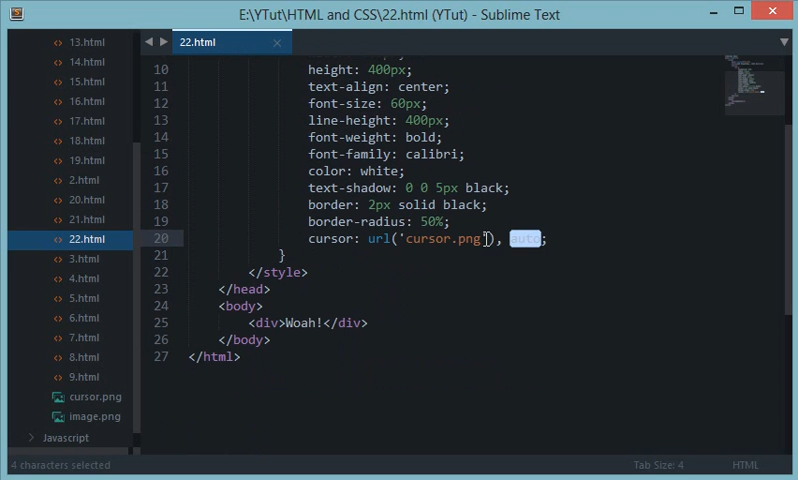 E:\YTut\HTML and CSS\22.html (YTut) - Sublime Text
13.html
14.html
15.html
16.html
17.html
18.html
19.html
2.html
20.html
21.html
22.html
3.html
4.html
5.html
6.html
7.html
8.html
9.html
cursor.png
image.png
Javascript
22.html
10 height: 400px;
11 text-align: center;
12 font-size: 60px;
13 line-height: 400px;
14 font-weight: bold;
15 font-family: calibri;
16 color: white;
17 text-shadow: 0 0 5px black;
18 border: 2px solid black;
19 border-radius: 50%;
20 cursor: url('cursor.png'), auto;
21 }
22 </style>
23 </head>
24 <body>
25 <div>Woah!</div>
26 </body>
27 </html>
4 characters selected
Tab Size: 4
HTML